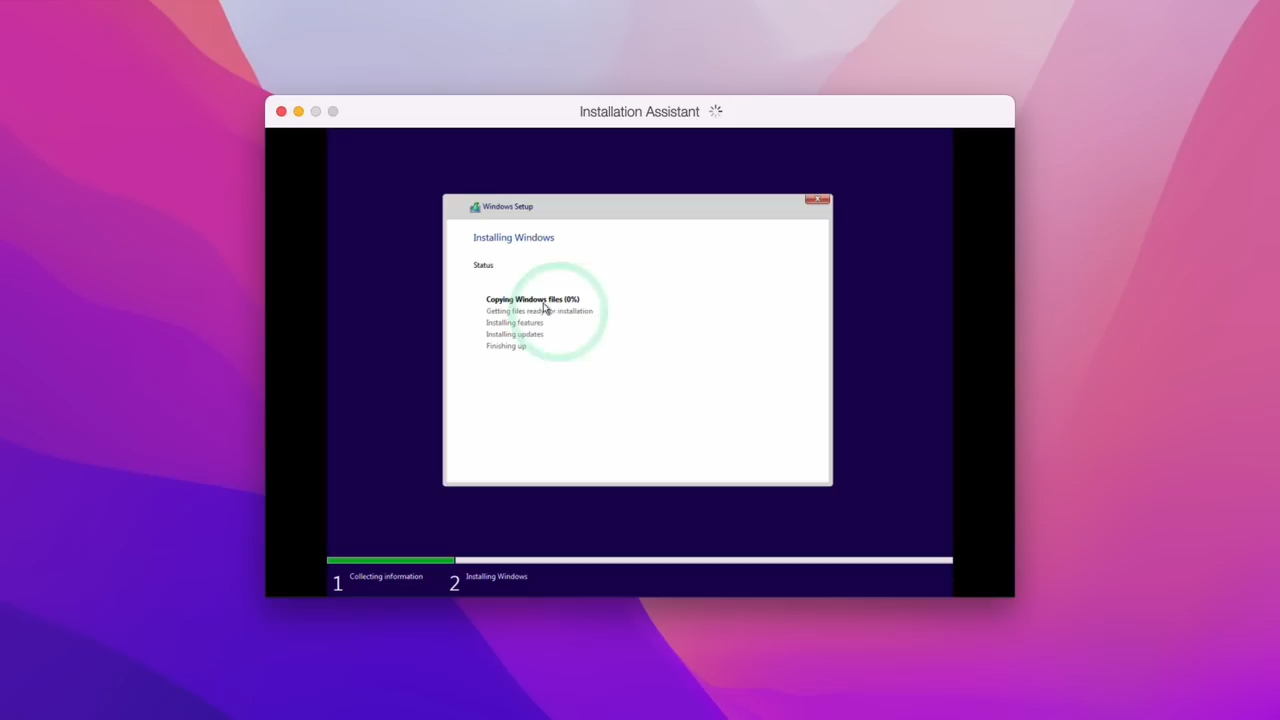 Installation Assistant
Windows Setup
Installing Windows
Status
Copying Windows files (0%)
Getting files ready for installation
Installing features
Installing updates
Finishing up
1 Collecting information
2 Installing Windows